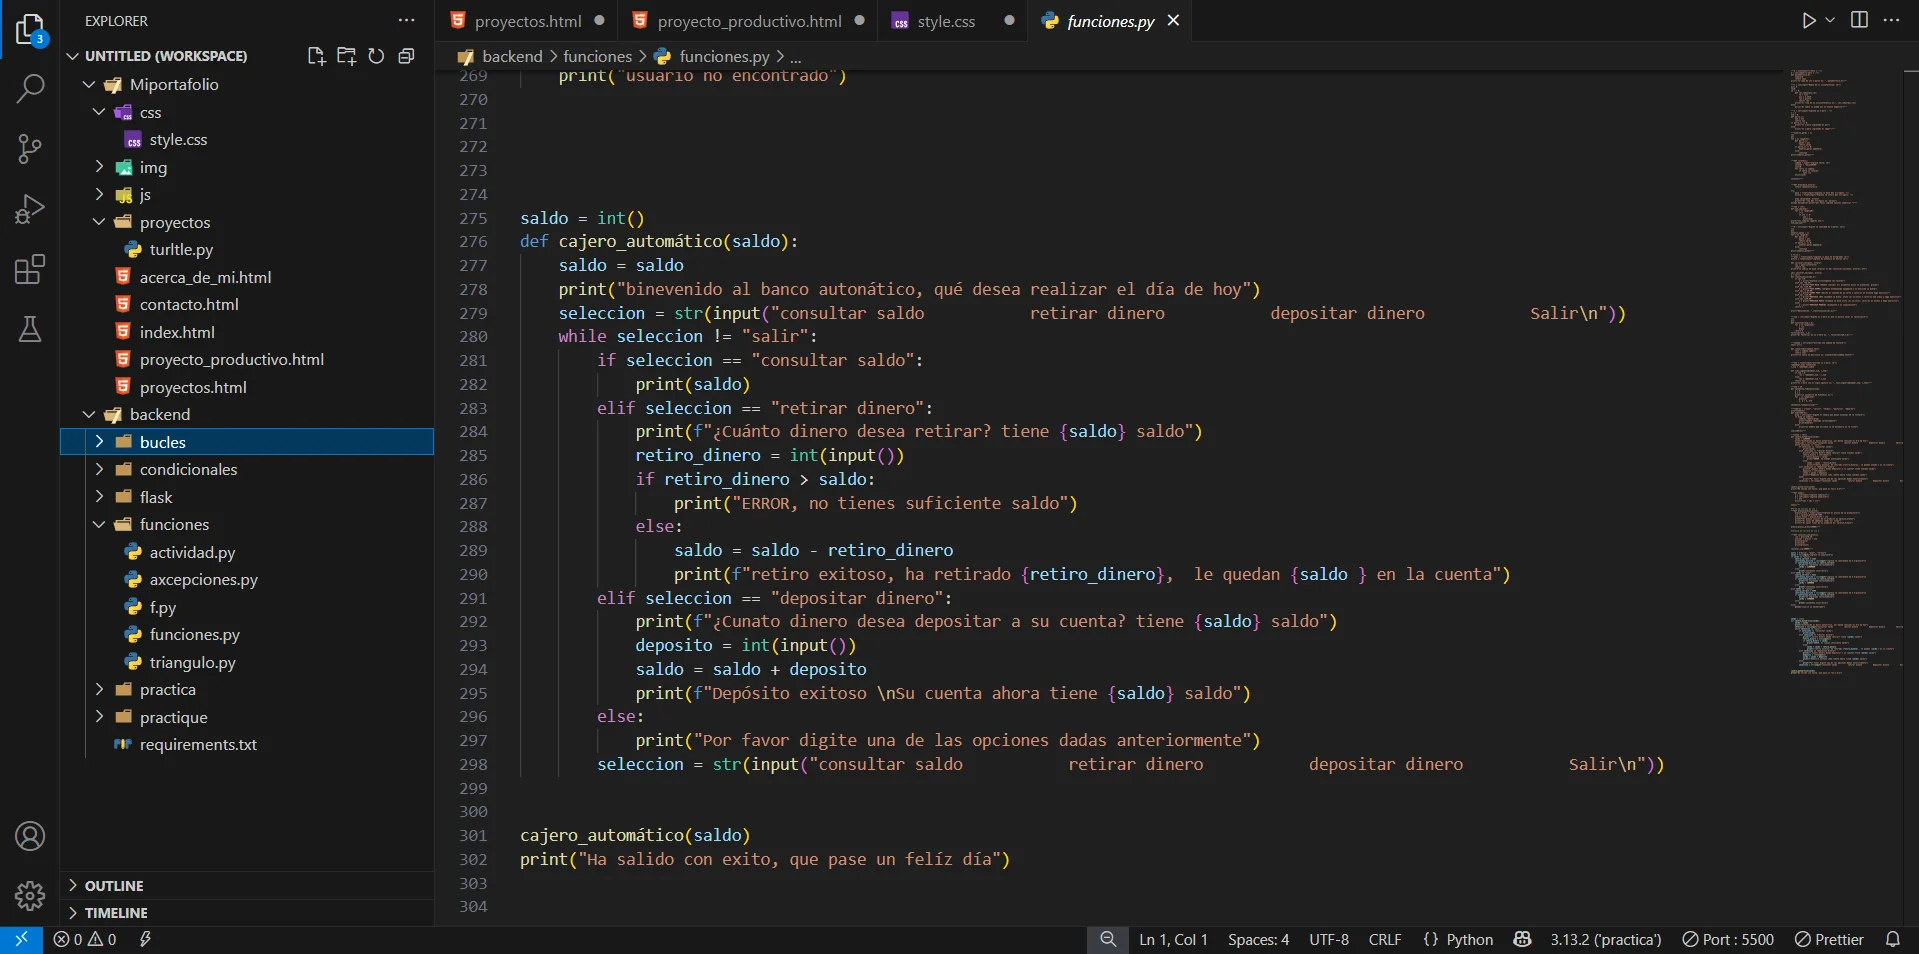 EXPLORER
proyectos.html
proyecto_productivo.html
style.css
funciones.py
3
UNTITLED (WORKSPACE)
backend > funciones > funciones.py > ...
Miportafolio
css
style.css
img
js
proyectos
turltle.py
acerca_de_mi.html
contacto.html
index.html
proyecto_productivo.html
proyectos.html
backend
bucles
condicionales
flask
funciones
actividad.py
axcepciones.py
f.py
funciones.py
triangulo.py
practica
practique
requirements.txt
OUTLINE
TIMELINE
269 print("usuario no encontrado")
270
271
272
273
274
275 saldo = int()
276 def cajero_automático(saldo):
277 saldo = saldo
278 print("binevenido al banco autonático, qué desea realizar el día de hoy")
279 seleccion = str(input("consultar saldo retirar dinero depositar dinero Salir\n"))
280 while seleccion != "salir":
281 if seleccion == "consultar saldo":
282 print(saldo)
283 elif seleccion == "retirar dinero":
284 print(f"¿Cuánto dinero desea retirar? tiene {saldo} saldo")
285 retiro_dinero = int(input())
286 if retiro_dinero > saldo:
287 print("ERROR, no tienes suficiente saldo")
288 else:
289 saldo = saldo - retiro_dinero
290 print(f"retiro exitoso, ha retirado {retiro_dinero}, le quedan {saldo } en la cuenta")
291 elif seleccion == "depositar dinero":
292 print(f"¿Cunato dinero desea depositar a su cuenta? tiene {saldo} saldo")
293 deposito = int(input())
294 saldo = saldo + deposito
295 print(f"Depósito exitoso \nSu cuenta ahora tiene {saldo} saldo")
296 else:
297 print("Por favor digite una de las opciones dadas anteriormente")
298 seleccion = str(input("consultar saldo retirar dinero depositar dinero Salir\n"))
299
300
301 cajero_automático(saldo)
302 print("Ha salido con exito, que pase un felíz día")
303
304
0 0
Ln 1, Col 1 Spaces: 4 UTF-8 CRLF {} Python 3.13.2 ('practica') Port : 5500 Prettier